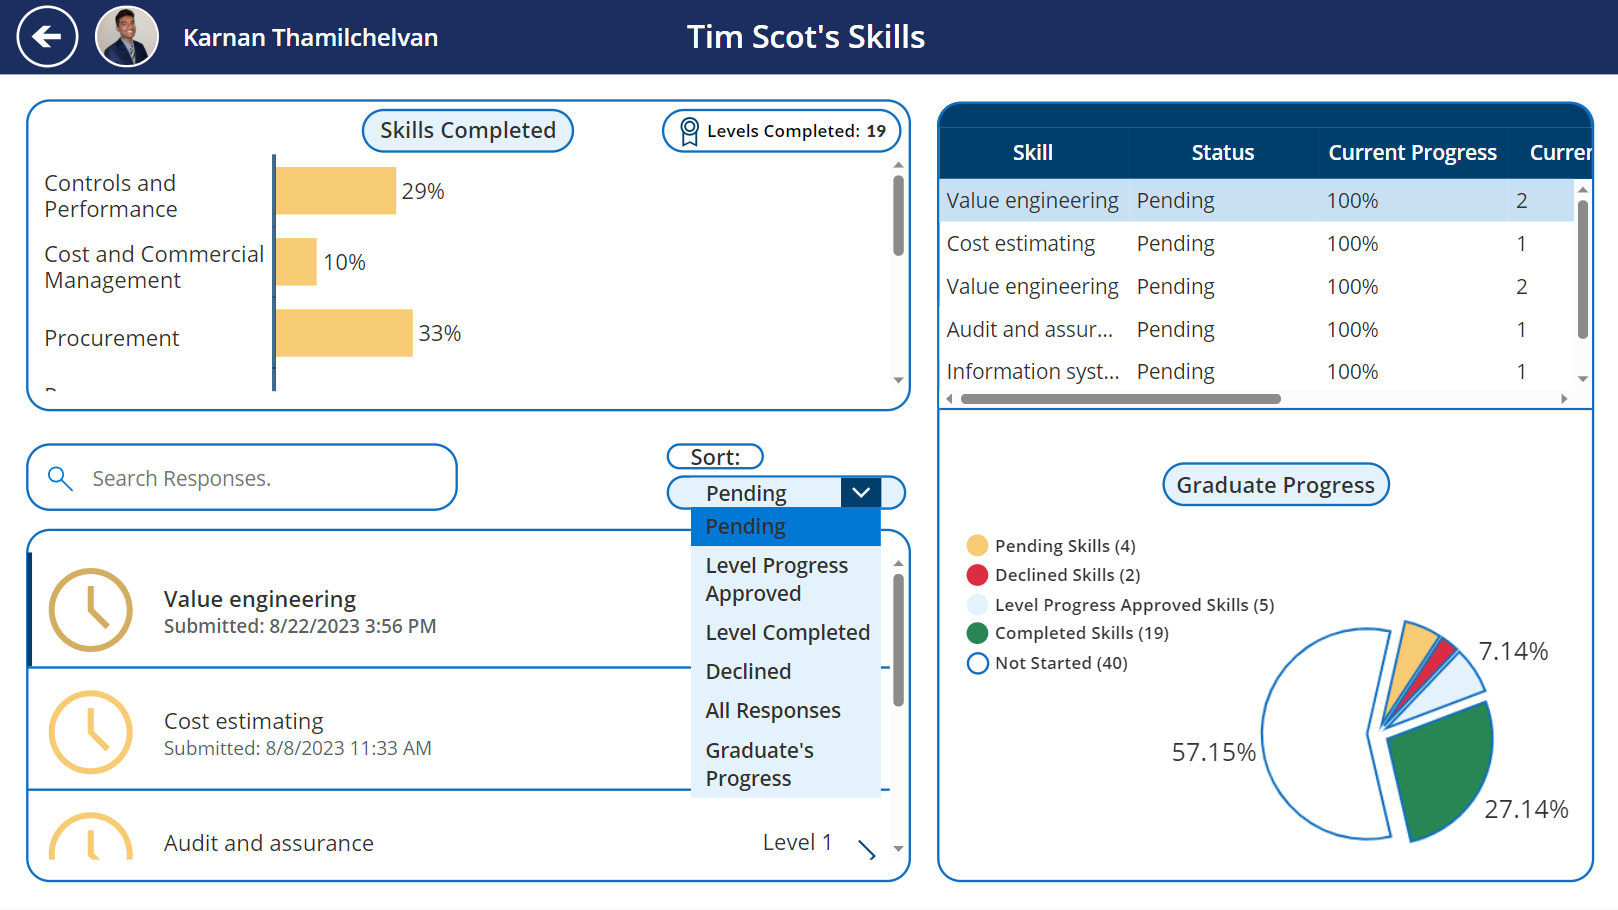 Karnan Thamilchelvan
Tim Scot's Skills
Skills Completed
Levels Completed: 19
Controls and
Performance
29%
Cost and Commercial
Management
10%
Procurement
33%
Search Responses.
Sort:
Pending
Pending
Level Progress
Approved
Level Completed
Declined
All Responses
Graduate's
Progress
Value engineering
Submitted: 8/22/2023 3:56 PM
Cost estimating
Submitted: 8/8/2023 11:33 AM
Audit and assurance
Level 1
Skill Status Current Progress Curren
Value engineering Pending 100% 2
Cost estimating Pending 100% 1
Value engineering Pending 100% 2
Audit and assur... Pending 100% 1
Information syst... Pending 100% 1
Graduate Progress
Pending Skills (4)
Declined Skills (2)
Level Progress Approved Skills (5)
Completed Skills (19)
Not Started (40)
7.14%
57.15%
27.14%